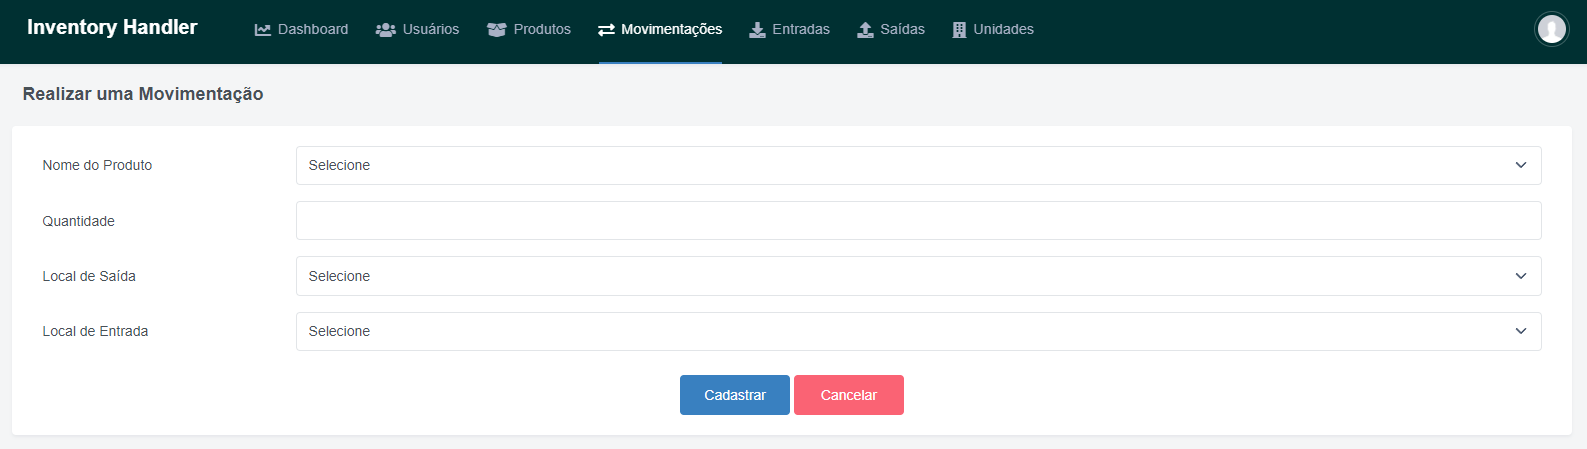 Inventory Handler Dashboard Usuários Produtos Movimentações Entradas Saídas Unidades
Realizar uma Movimentação
Nome do Produto Selecione
Quantidade
Local de Saída Selecione
Local de Entrada Selecione
Cadastrar Cancelar